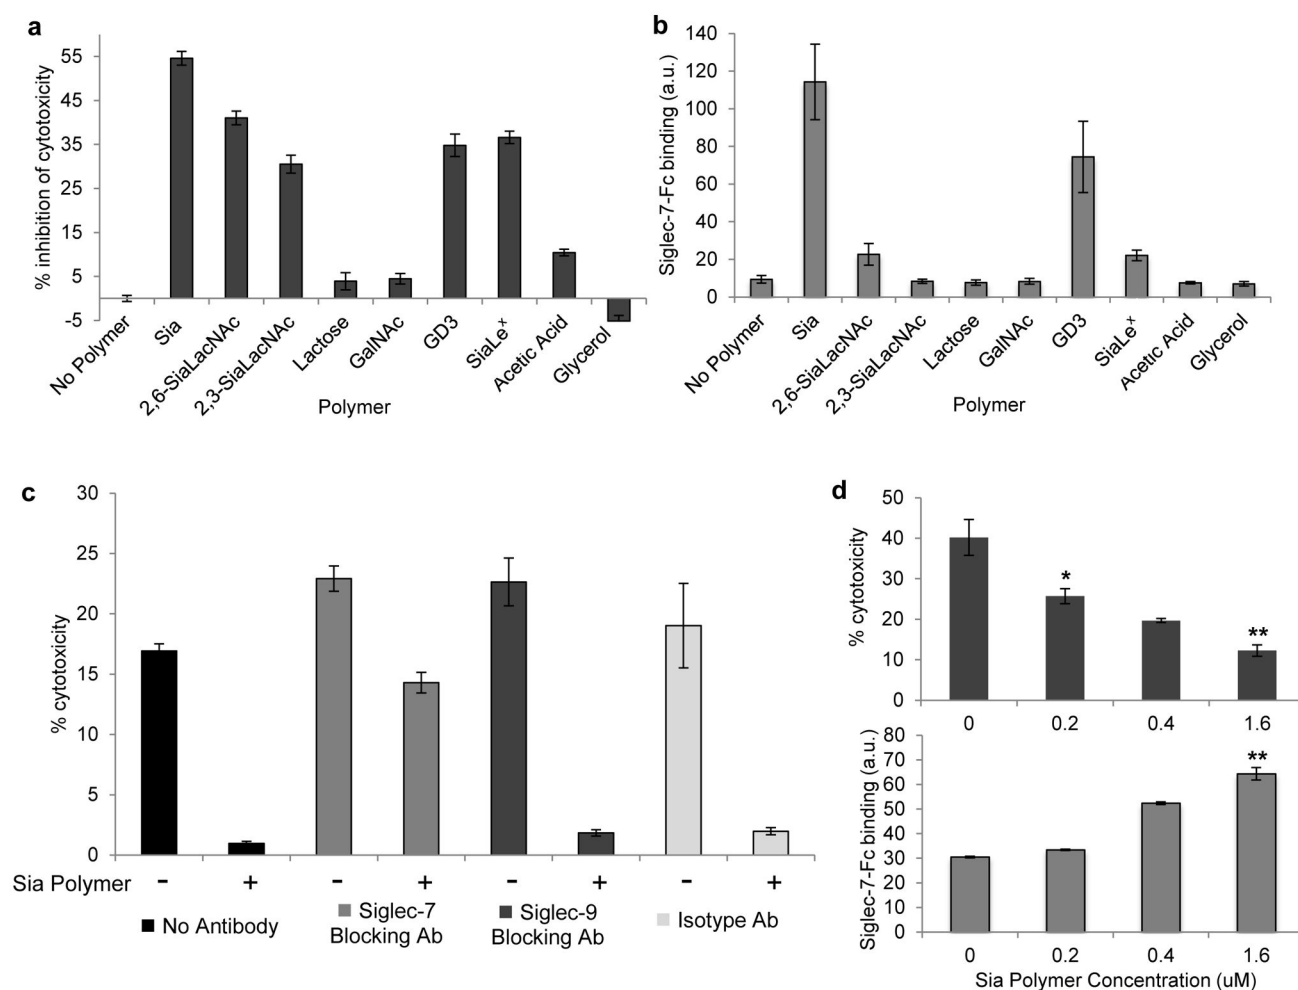 a
% inhibition of cytotoxicity
55
45
35
25
15
5
-5
No Polymer
Sia
2,6-SiaLacNAc
2,3-SiaLacNAc
Lactose
GalNAc
GD3
SiaLeˣ
Acetic Acid
Glycerol
Polymer
b
Siglec-7-Fc binding (a.u.)
140
120
100
80
60
40
20
0
No Polymer
Sia
2,6-SiaLacNAc
2,3-SiaLacNAc
Lactose
GalNAc
GD3
SiaLeˣ
Acetic Acid
Glycerol
Polymer
c
% cytotoxicity
30
25
20
15
10
5
0
Sia Polymer - + - + - + - +
No Antibody
Siglec-7
Blocking Ab
Siglec-9
Blocking Ab
Isotype Ab
d
% cytotoxicity
50
40
30
20
10
0
*
**
0 0.2 0.4 1.6
Siglec-7-Fc binding (a.u.)
80
70
60
50
40
30
20
10
0
**
0 0.2 0.4 1.6
Sia Polymer Concentration (uM)